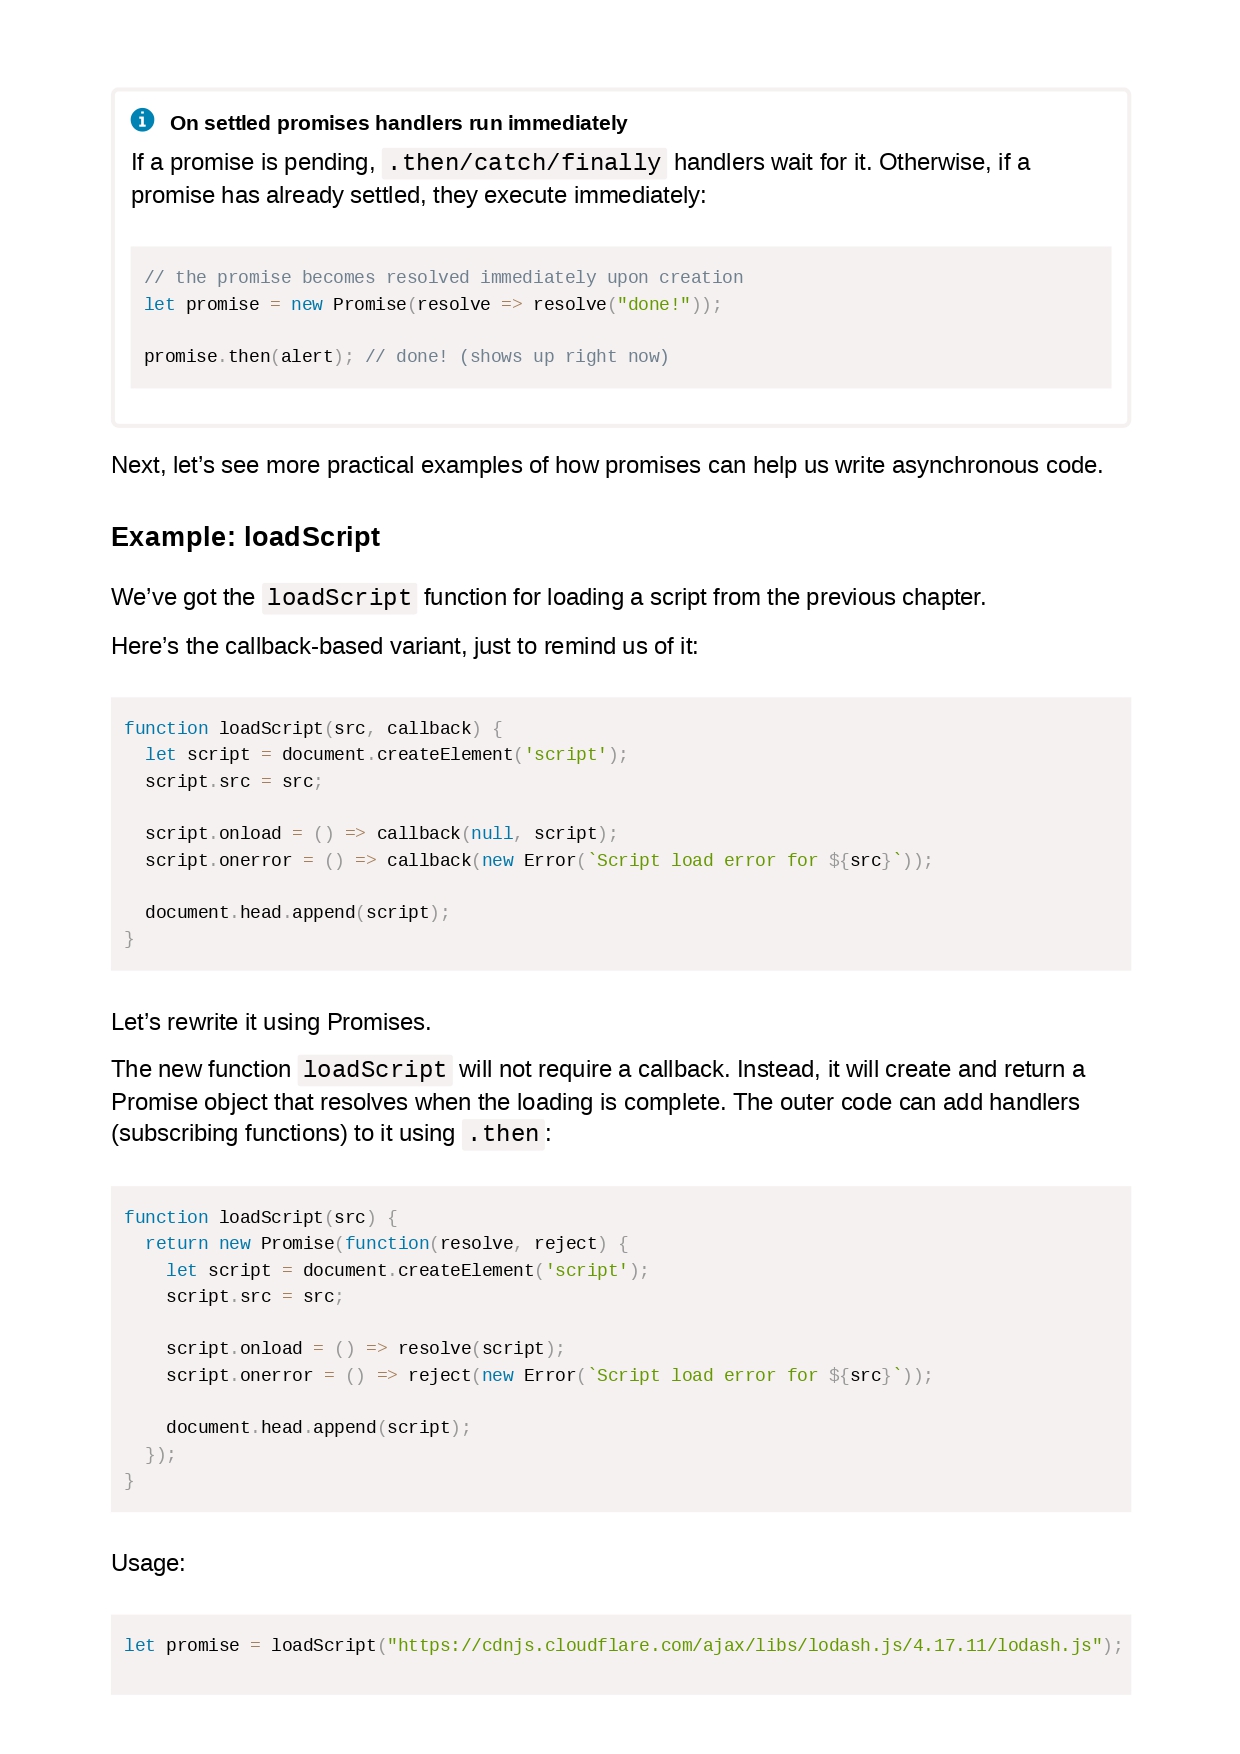 On settled promises handlers run immediately
If a promise is pending, .then/catch/finally handlers wait for it. Otherwise, if a
promise has already settled, they execute immediately:
// the promise becomes resolved immediately upon creation
let promise = new Promise(resolve => resolve("done!"));
promise.then(alert); // done! (shows up right now)
Next, let’s see more practical examples of how promises can help us write asynchronous code.
Example: loadScript
We’ve got the loadScript function for loading a script from the previous chapter.
Here’s the callback-based variant, just to remind us of it:
function loadScript(src, callback) {
  let script = document.createElement('script');
  script.src = src;
  script.onload = () => callback(null, script);
  script.onerror = () => callback(new Error(`Script load error for ${src}`));
  document.head.append(script);
}
Let’s rewrite it using Promises.
The new function loadScript will not require a callback. Instead, it will create and return a
Promise object that resolves when the loading is complete. The outer code can add handlers
(subscribing functions) to it using .then:
function loadScript(src) {
  return new Promise(function(resolve, reject) {
    let script = document.createElement('script');
    script.src = src;
    script.onload = () => resolve(script);
    script.onerror = () => reject(new Error(`Script load error for ${src}`));
    document.head.append(script);
  });
}
Usage:
let promise = loadScript("https://cdnjs.cloudflare.com/ajax/libs/lodash.js/4.17.11/lodash.js");